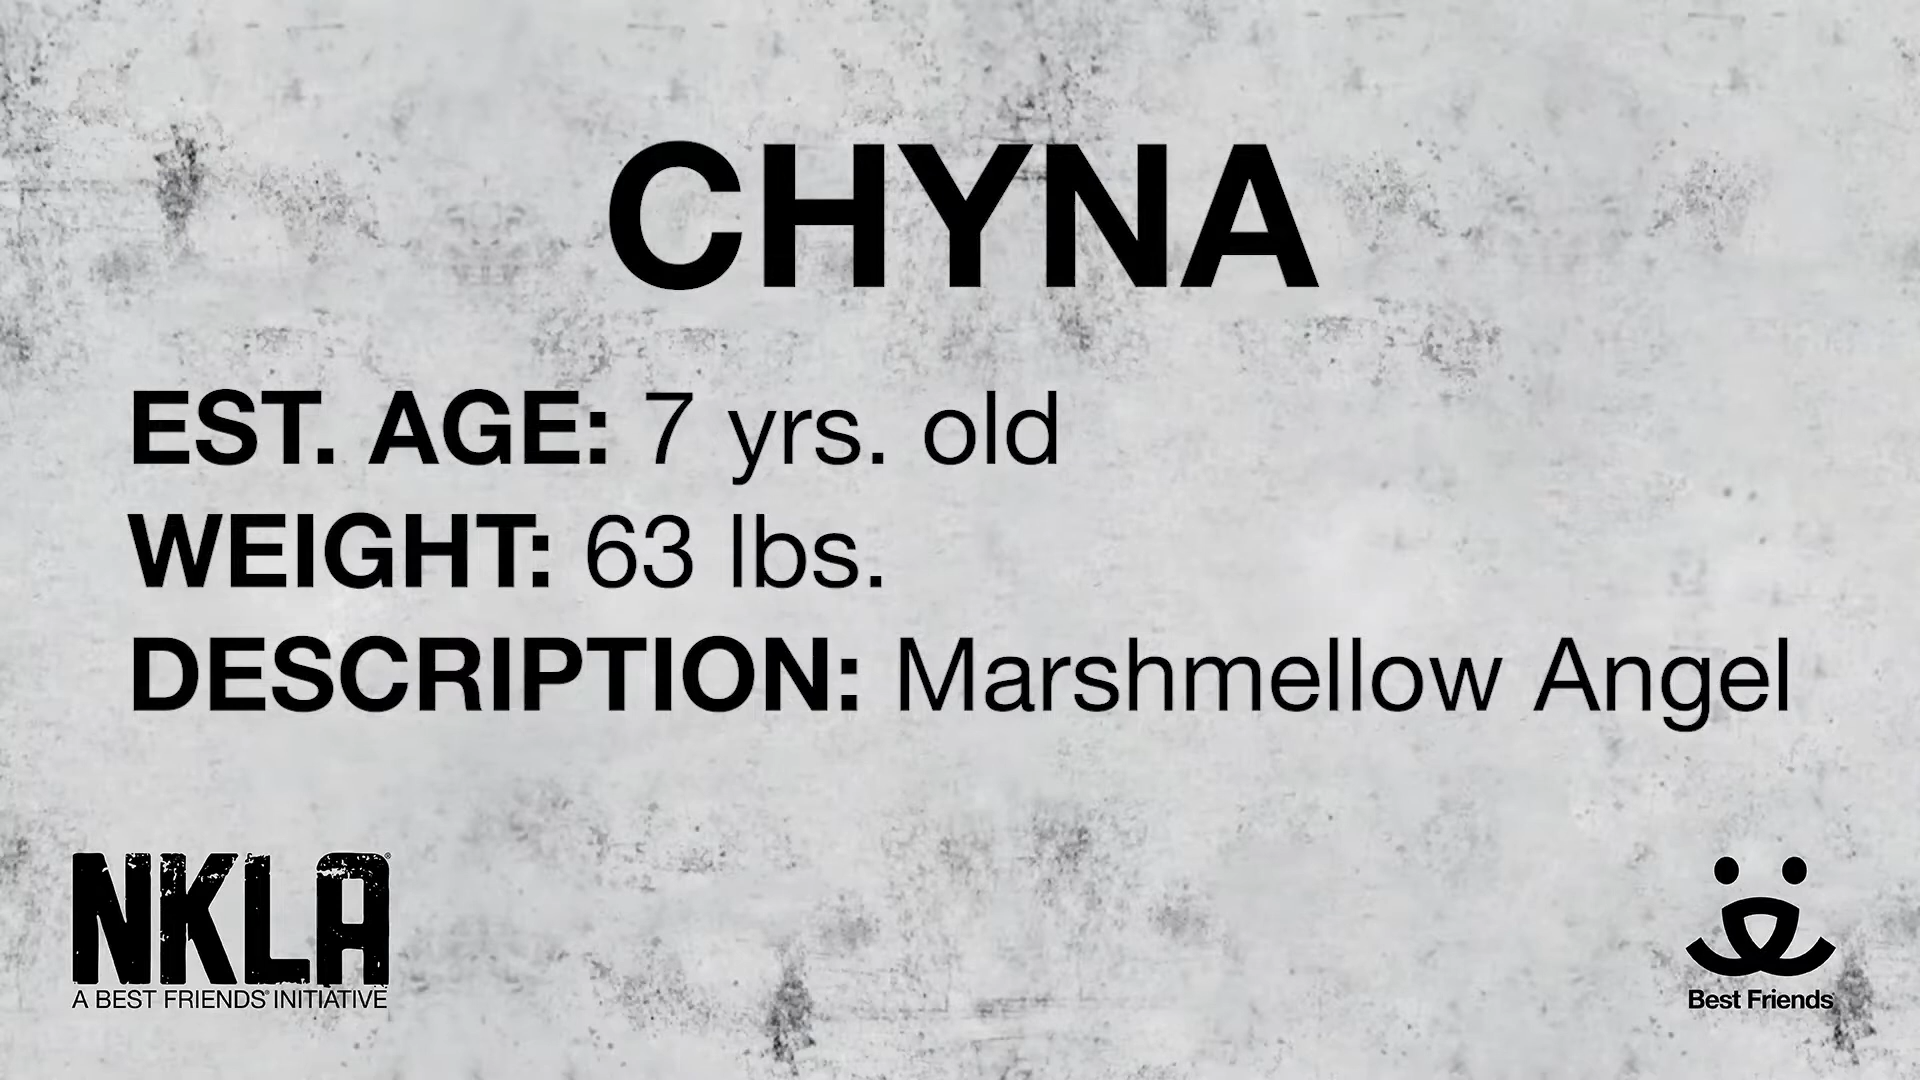 CHYNA
EST. AGE: 7 yrs. old
WEIGHT: 63 lbs.
DESCRIPTION: Marshmellow Angel
NKLA®
A BEST FRIENDS® INITIATIVE
Best Friends